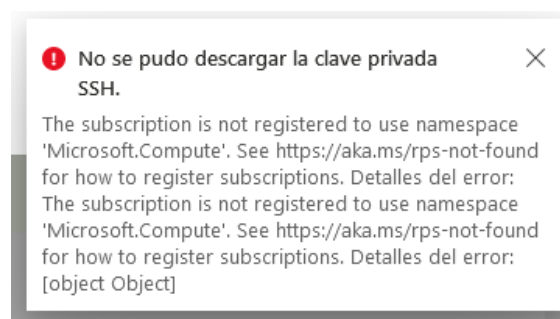 No se pudo descargar la clave privada
SSH.
The subscription is not registered to use namespace
'Microsoft.Compute'. See https://aka.ms/rps-not-found
for how to register subscriptions. Detalles del error:
The subscription is not registered to use namespace
'Microsoft.Compute'. See https://aka.ms/rps-not-found
for how to register subscriptions. Detalles del error:
[object Object]